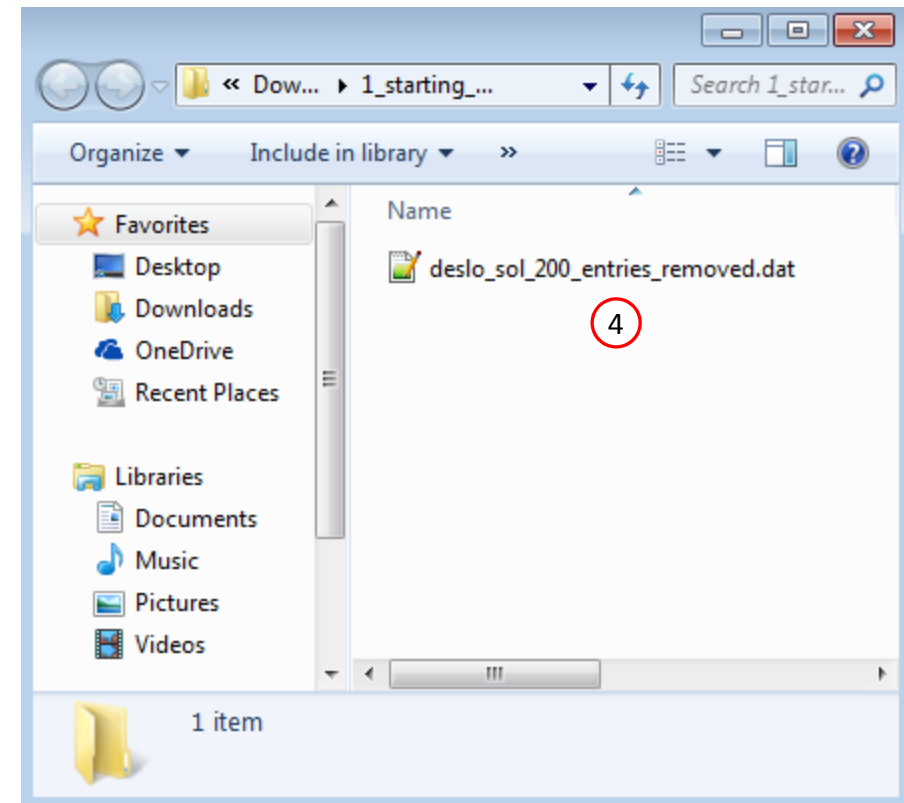 « Dow... 1_starting_... Search 1_star...
Organize Include in library »
Favorites
Desktop
Downloads
OneDrive
Recent Places
Libraries
Documents
Music
Pictures
Videos
Name
deslo_sol_200_entries_removed.dat
4
1 item